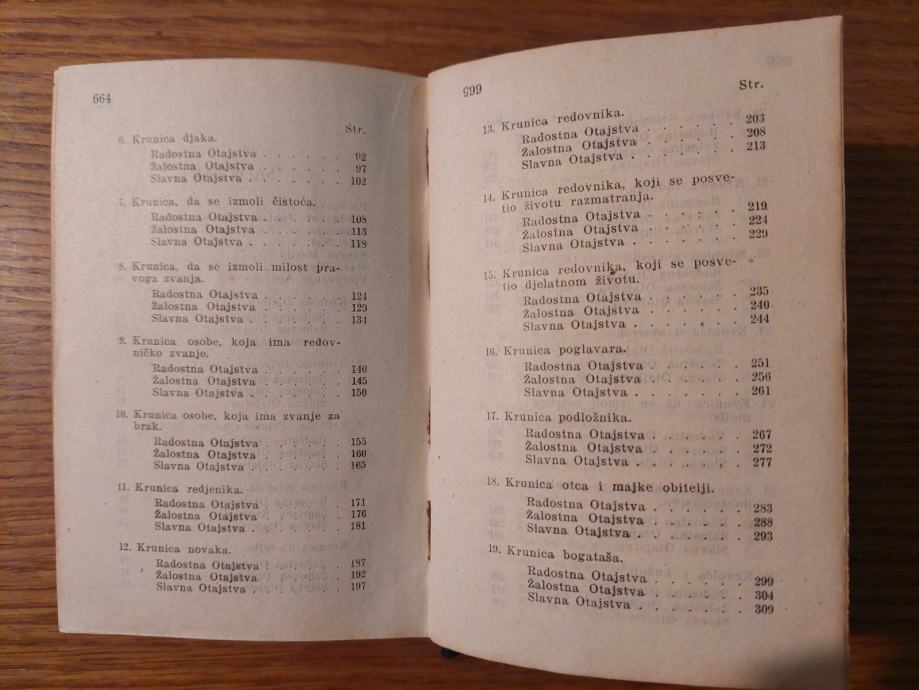 664
Str.
6. Krunica djaka.
Radostna Otajstva . . . . . . 92
Žalostna Otajstva . . . . . . 97
Slavna Otajstva . . . . . . 102
7. Krunica, da se izmoli čistoća.
Radostna Otajstva . . . . . . 108
Žalostna Otajstva . . . . . . 113
Slavna Otajstva . . . . . . 118
8. Krunica, da se izmoli milost pra-
voga zvanja.
Radostna Otajstva . . . . . . 124
Žalostna Otajstva . . . . . . 129
Slavna Otajstva . . . . . . 134
9. Krunica osobe, koja ima redov-
ničko zvanje.
Radostna Otajstva . . . . . . 140
Žalostna Otajstva . . . . . . 145
Slavna Otajstva . . . . . . 150
10. Krunica osobe, koja ima zvanje za
brak.
Radostna Otajstva . . . . . . 155
Žalostna Otajstva . . . . . . 160
Slavna Otajstva . . . . . . 165
11. Krunica redjenika.
Radostna Otajstva . . . . . . 171
Žalostna Otajstva . . . . . . 176
Slavna Otajstva . . . . . . 181
12. Krunica novaka.
Radostna Otajstva . . . . . . 187
Žalostna Otajstva . . . . . . 192
Slavna Otajstva . . . . . . 197
665
Str.
13. Krunica redovnika.
Radostna Otajstva . . . . . . 203
Žalostna Otajstva . . . . . . 208
Slavna Otajstva . . . . . . 213
14. Krunica redovnika, koji se posve-
tio životu razmatranja.
Radostna Otajstva . . . . . . 219
Žalostna Otajstva . . . . . . 224
Slavna Otajstva . . . . . . 229
15. Krunica redovnika, koji se posve-
tio djelatnom životu.
Radostna Otajstva . . . . . . 235
Žalostna Otajstva . . . . . . 240
Slavna Otajstva . . . . . . 244
16. Krunica poglavara.
Radostna Otajstva . . . . . . 251
Žalostna Otajstva . . . . . . 256
Slavna Otajstva . . . . . . 261
17. Krunica podložnika.
Radostna Otajstva . . . . . . 267
Žalostna Otajstva . . . . . . 272
Slavna Otajstva . . . . . . 277
18. Krunica otca i majke obitelji.
Radostna Otajstva . . . . . . 283
Žalostna Otajstva . . . . . . 288
Slavna Otajstva . . . . . . 293
19. Krunica bogataša.
Radostna Otajstva . . . . . . 299
Žalostna Otajstva . . . . . . 304
Slavna Otajstva . . . . . . 309